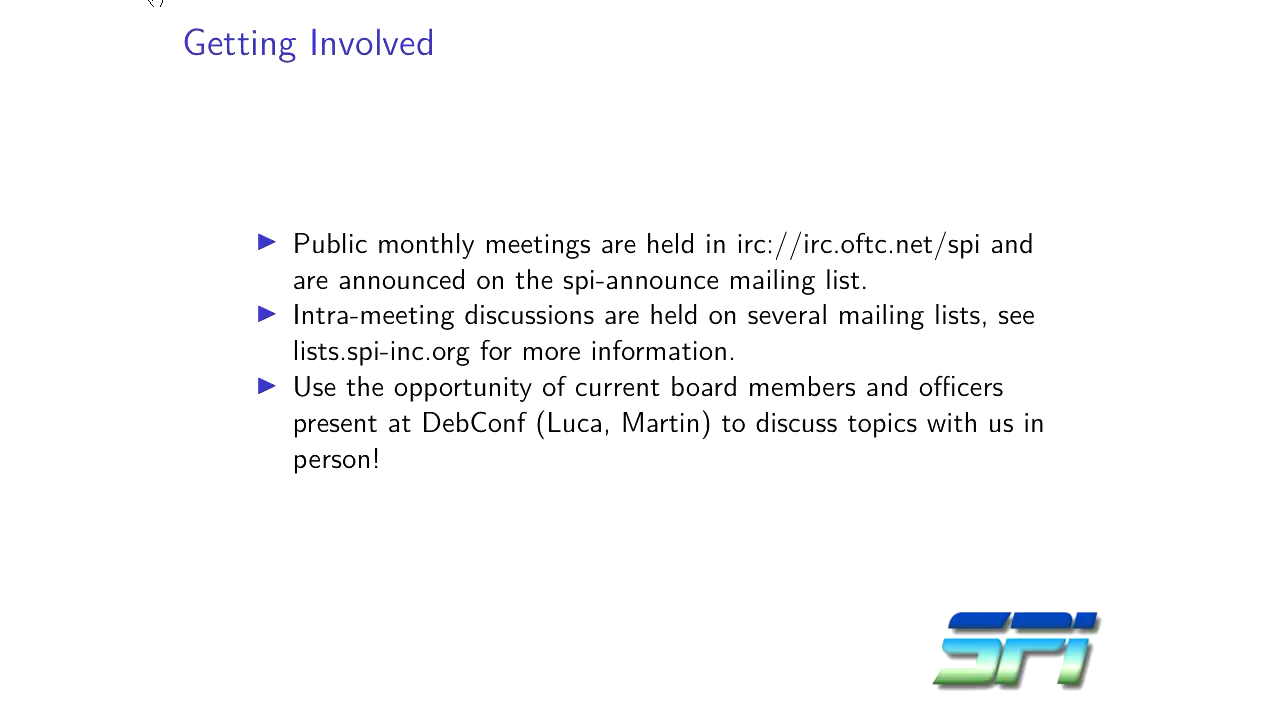 Getting Involved
▶ Public monthly meetings are held in irc://irc.oftc.net/spi and
are announced on the spi-announce mailing list.
▶ Intra-meeting discussions are held on several mailing lists, see
lists.spi-inc.org for more information.
▶ Use the opportunity of current board members and officers
present at DebConf (Luca, Martin) to discuss topics with us in
person!
SPI